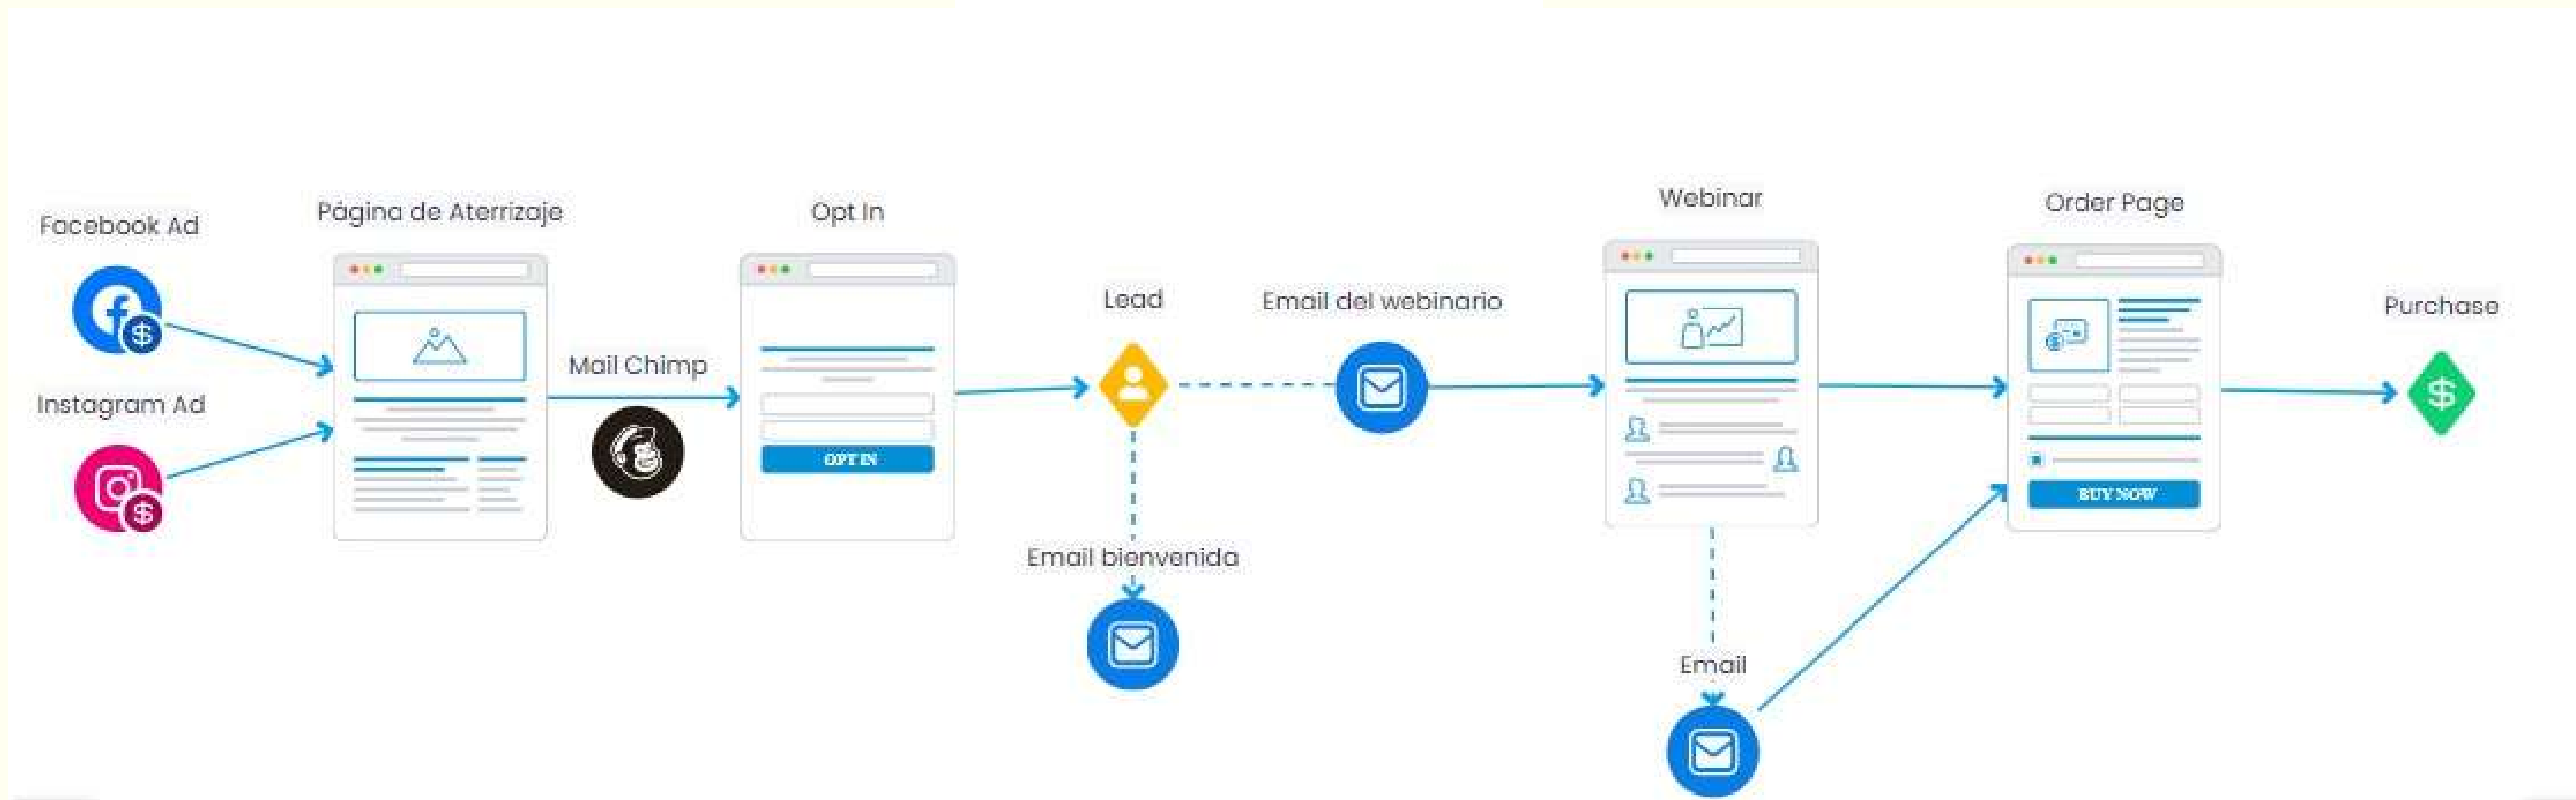 Facebook Ad
Instagram Ad
Página de Aterrizaje
Mail Chimp
Opt In
OPT IN
Lead
Email bienvenida
Email del webinario
Webinar
Email
Order Page
BUY NOW
Purchase